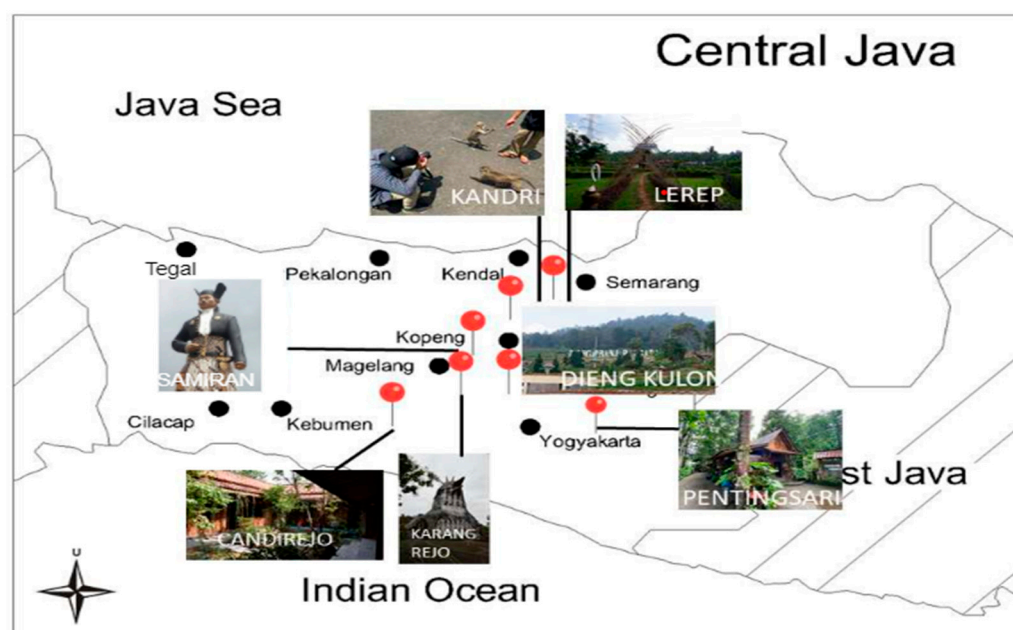 Central Java
Java Sea
KANDRI
LEREP
Tegal
Pekalongan
Kendal
Semarang
SAMIRAN
Kopeng
Magelang
DIENG KULON
Cilacap
Kebumen
Yogyakarta
st Java
PENTINGSARI
CANDIREJO
KARANG
REJO
Indian Ocean
U